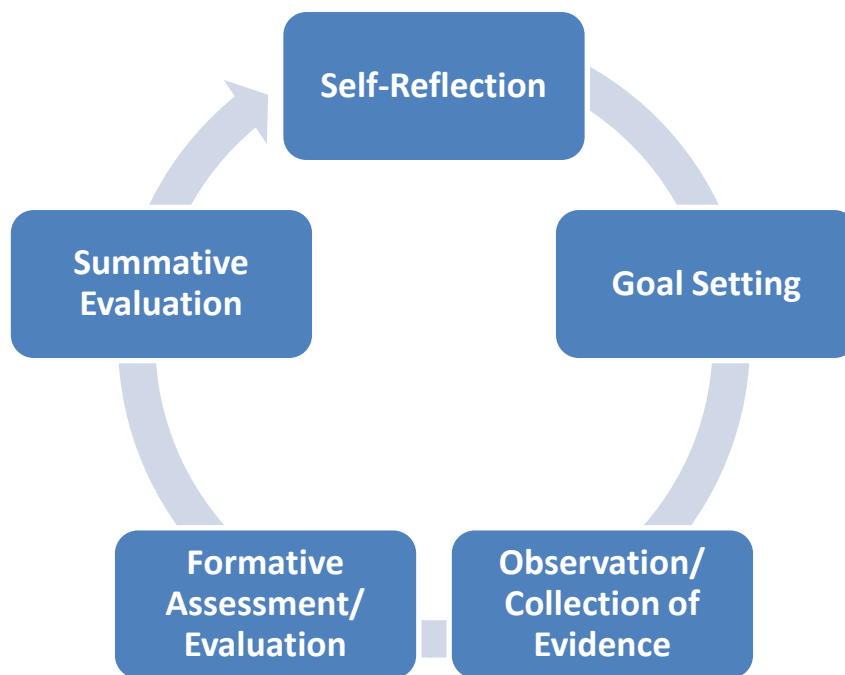 Self-Reflection
Goal Setting
Observation/
Collection of
Evidence
Formative
Assessment/
Evaluation
Summative
Evaluation